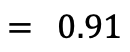 = 0.91